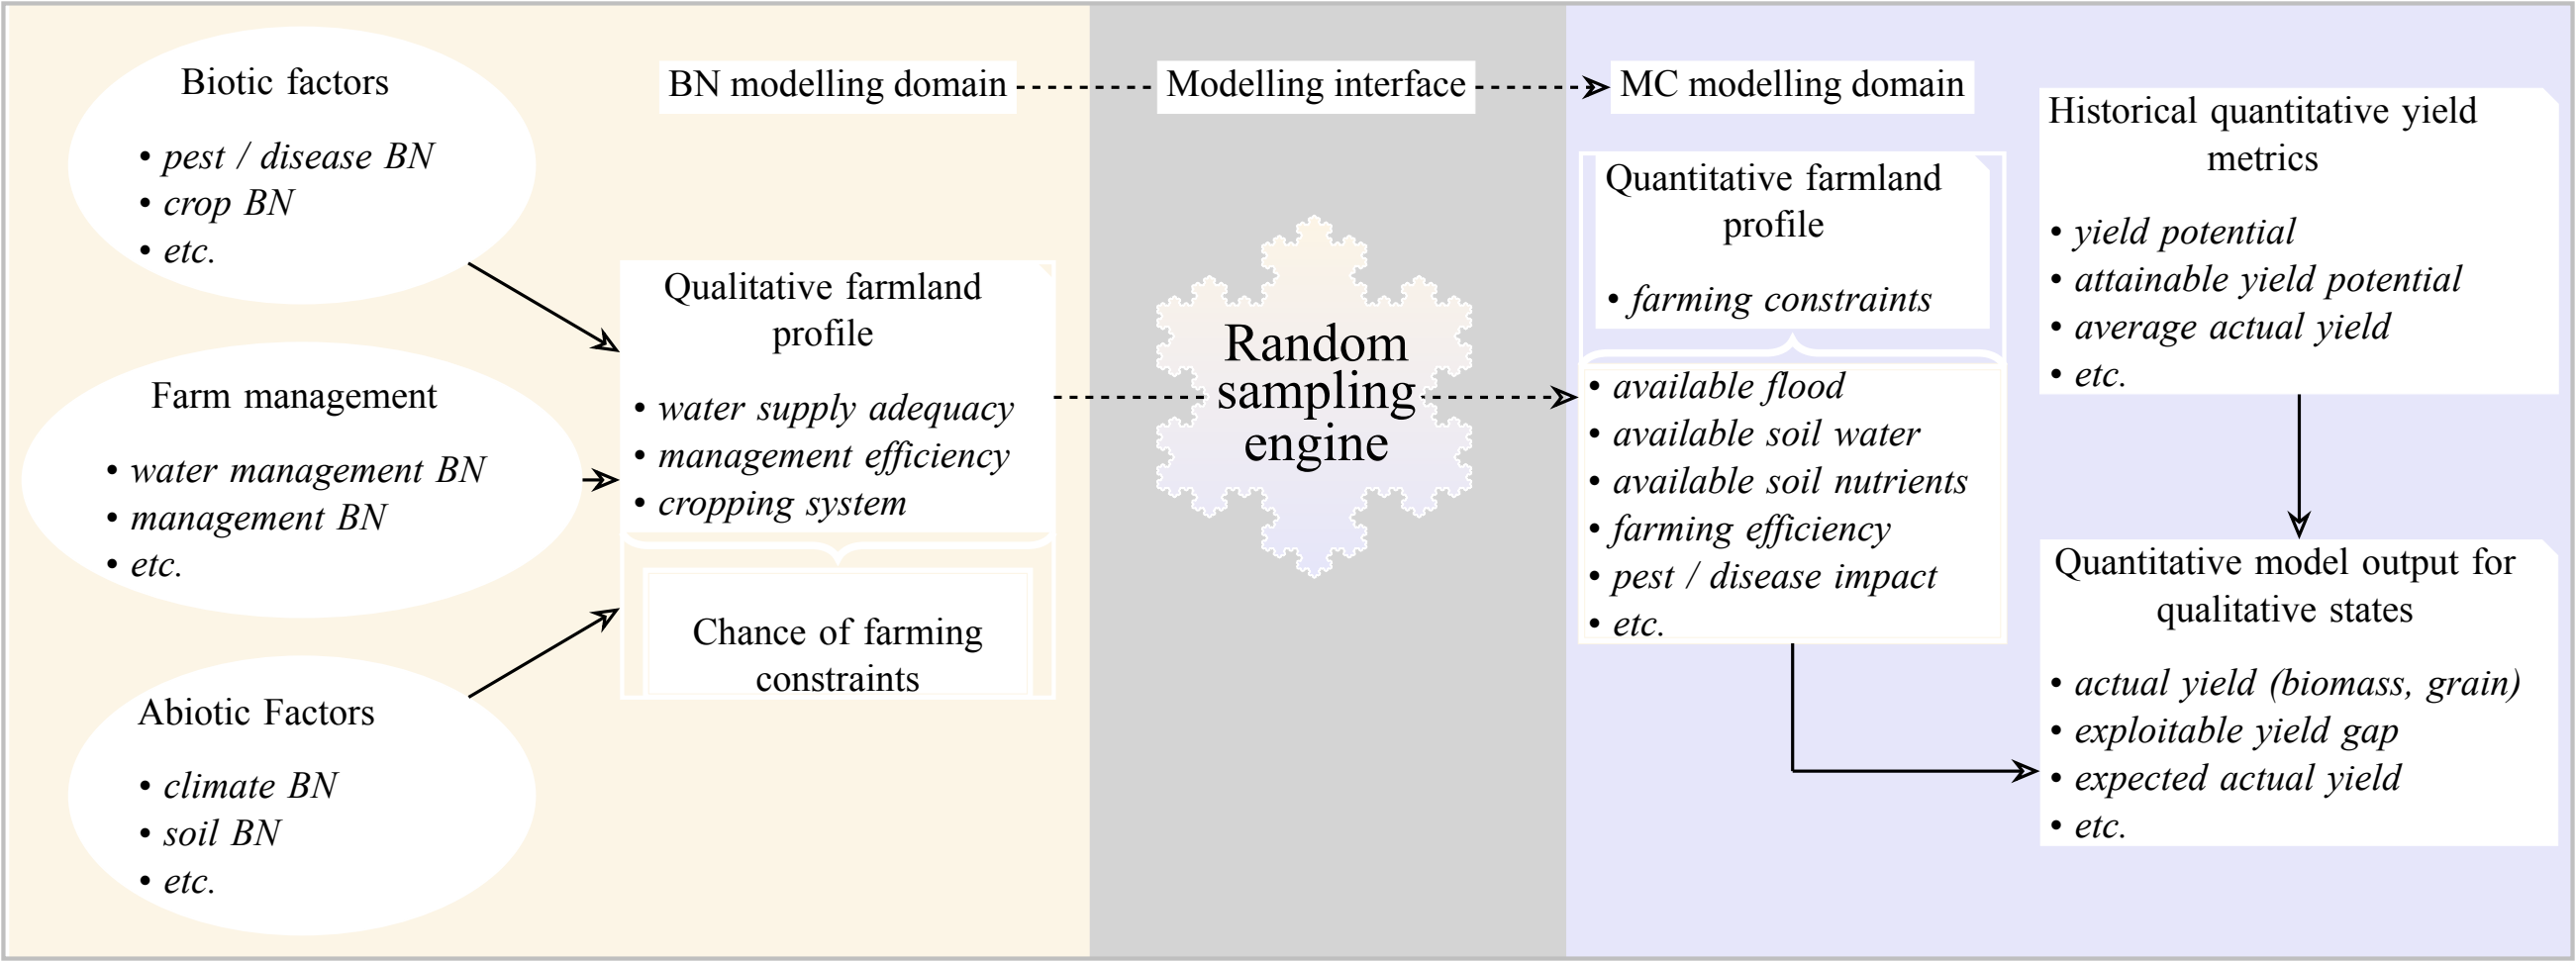 Biotic factors
• pest / disease BN
• crop BN
• etc.
Farm management
• water management BN
• management BN
• etc.
Abiotic Factors
• climate BN
• soil BN
• etc.
BN modelling domain
Qualitative farmland
profile
• water supply adequacy
• management efficiency
• cropping system
Chance of farming
constraints
Modelling interface
Random
sampling
engine
MC modelling domain
Quantitative farmland
profile
• farming constraints
• available flood
• available soil water
• available soil nutrients
• farming efficiency
• pest / disease impact
• etc.
Historical quantitative yield
metrics
• yield potential
• attainable yield potential
• average actual yield
• etc.
Quantitative model output for
qualitative states
• actual yield (biomass, grain)
• exploitable yield gap
• expected actual yield
• etc.